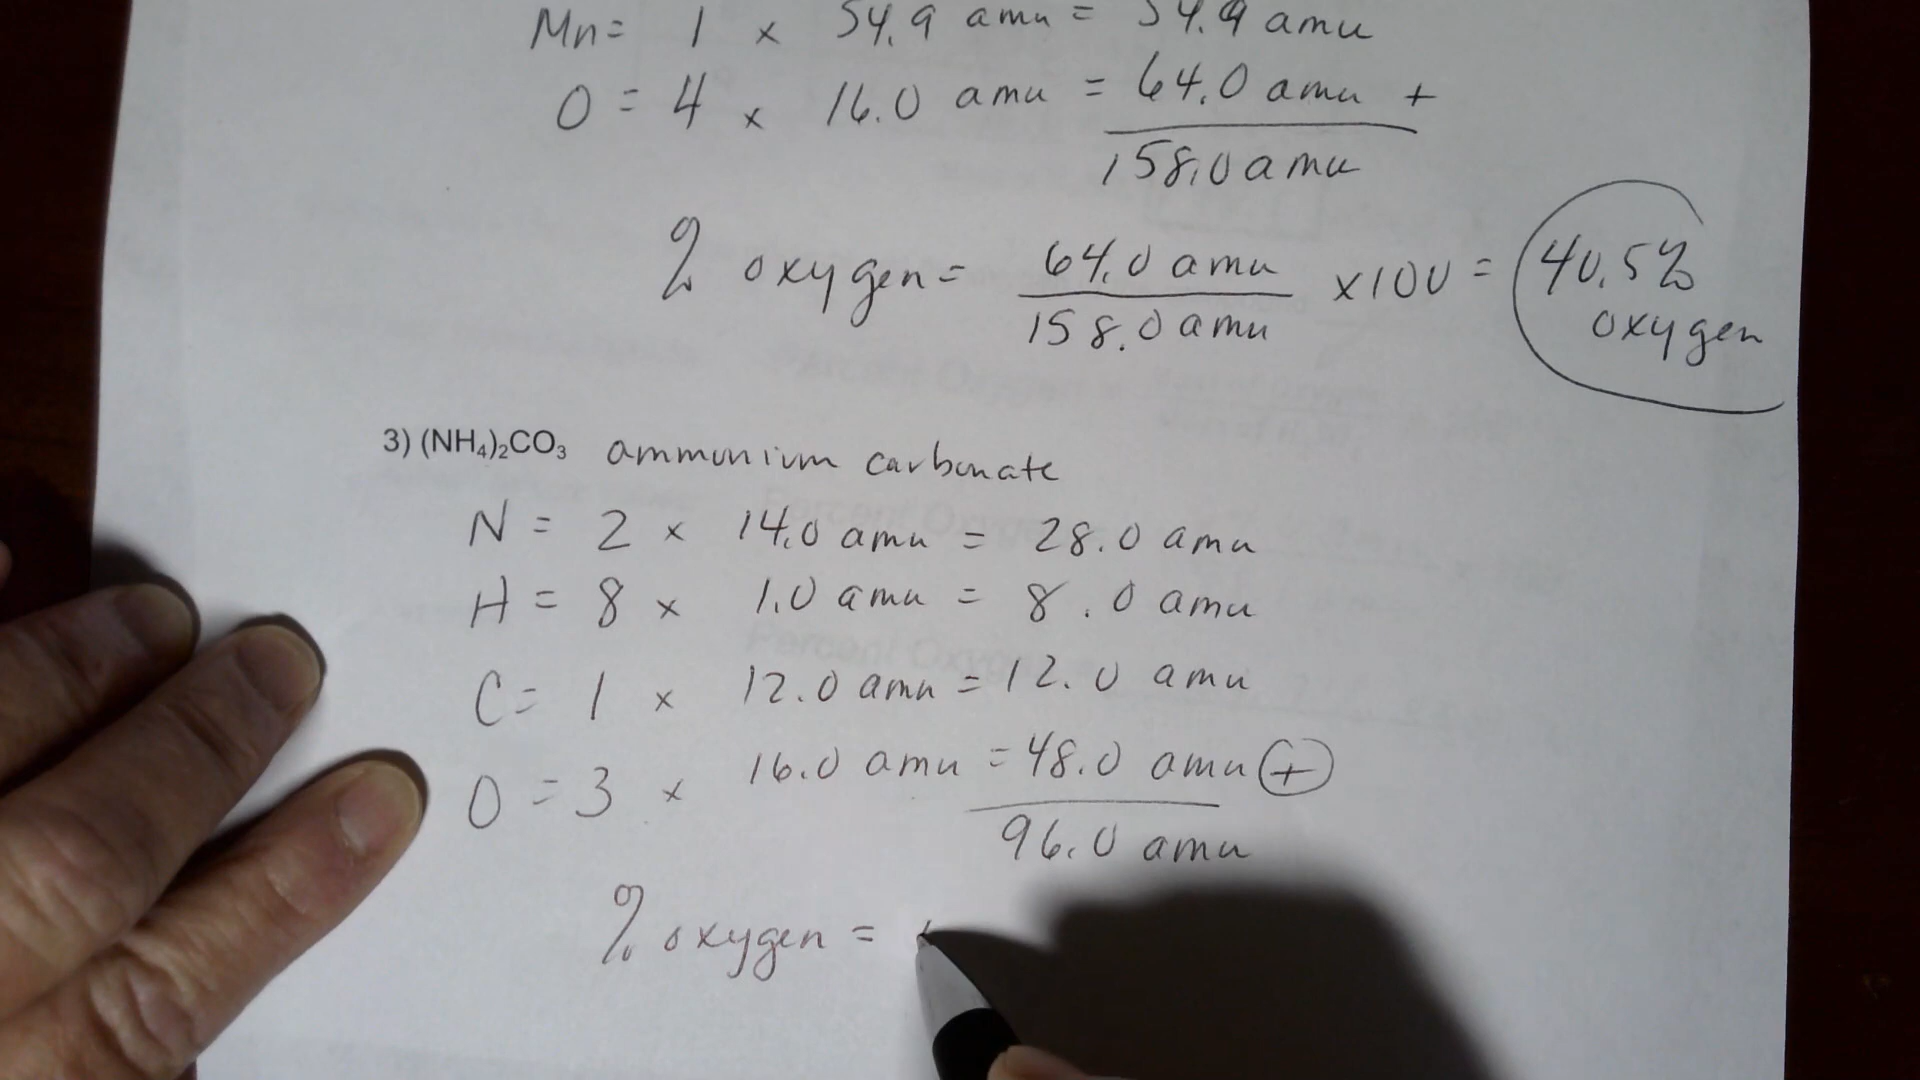 Mn = 1 x 54.9 amu = 54.9 amu
O = 4 x 16.0 amu = 64.0 amu +
158.0 amu
% oxygen = 64.0 amu / 158.0 amu x100 = 40.5% oxygen
3) (NH₄)₂CO₃ ammonium carbonate
N = 2 x 14.0 amu = 28.0 amu
H = 8 x 1.0 amu = 8.0 amu
C = 1 x 12.0 amu = 12.0 amu
O = 3 x 16.0 amu = 48.0 amu +
96.0 amu
% oxygen =